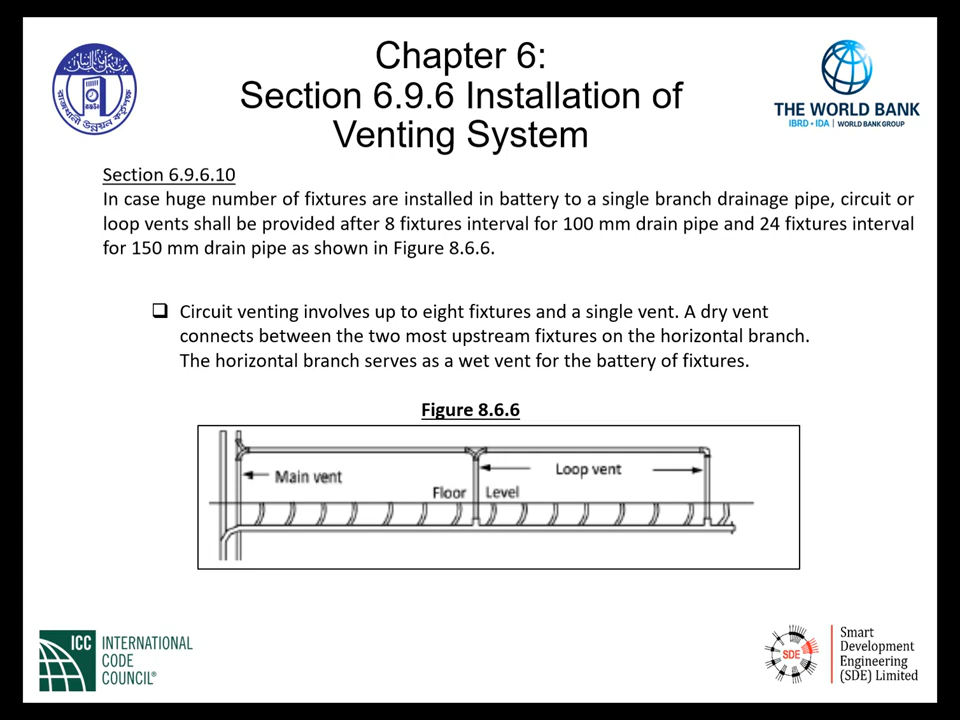 Chapter 6:
Section 6.9.6 Installation of
Venting System
THE WORLD BANK
IBRD • IDA | WORLD BANK GROUP
Section 6.9.6.10
In case huge number of fixtures are installed in battery to a single branch drainage pipe, circuit or
loop vents shall be provided after 8 fixtures interval for 100 mm drain pipe and 24 fixtures interval
for 150 mm drain pipe as shown in Figure 8.6.6.
❑ Circuit venting involves up to eight fixtures and a single vent. A dry vent
connects between the two most upstream fixtures on the horizontal branch.
The horizontal branch serves as a wet vent for the battery of fixtures.
Figure 8.6.6
Main vent
Loop vent
Floor Level
ICC INTERNATIONAL
CODE
COUNCIL®
SDE
Smart
Development
Engineering
(SDE) Limited